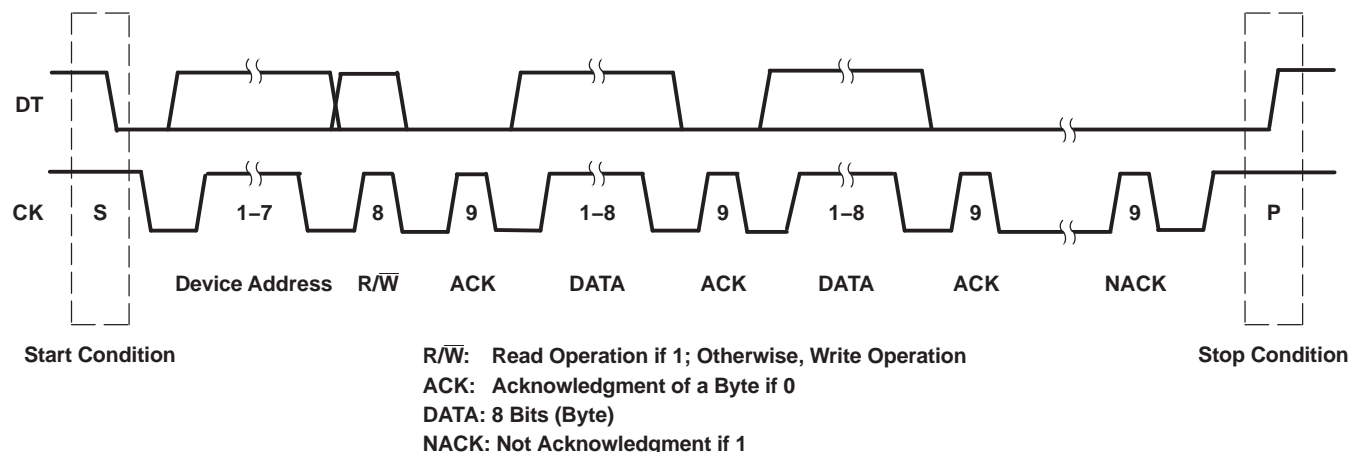 DT
CK S 1–7 8 9 1–8 9 1–8 9 9 P
Device Address R/W̅ ACK DATA ACK DATA ACK NACK
Start Condition Stop Condition
R/W̅: Read Operation if 1; Otherwise, Write Operation
ACK: Acknowledgment of a Byte if 0
DATA: 8 Bits (Byte)
NACK: Not Acknowledgment if 1